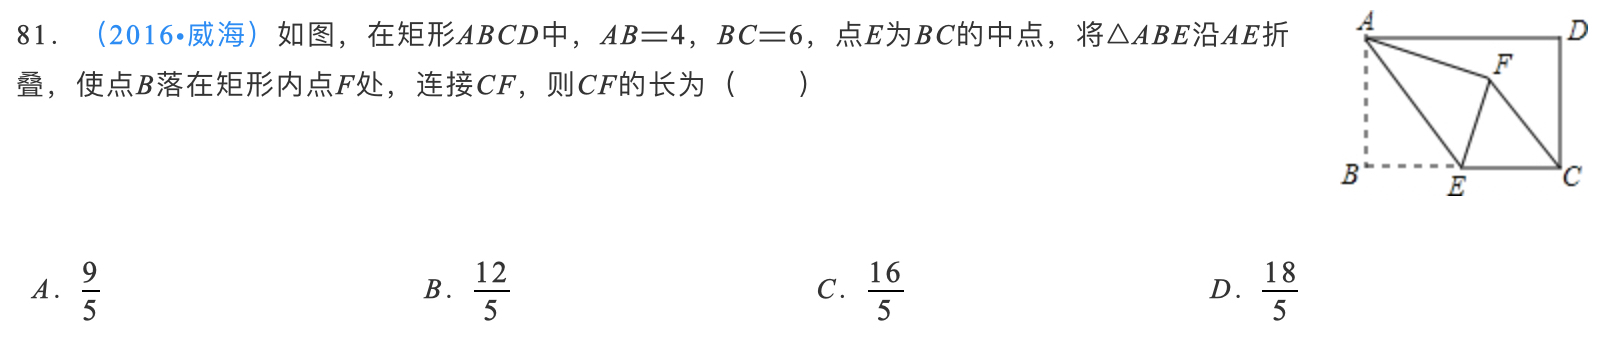 81. （2016•威海）如图，在矩形ABCD中，AB=4，BC=6，点E为BC的中点，将△ABE沿AE折
叠，使点B落在矩形内点F处，连接CF，则CF的长为（　　）
A
D
F
B
E
C
A. 9/5　B. 12/5　C. 16/5　D. 18/5